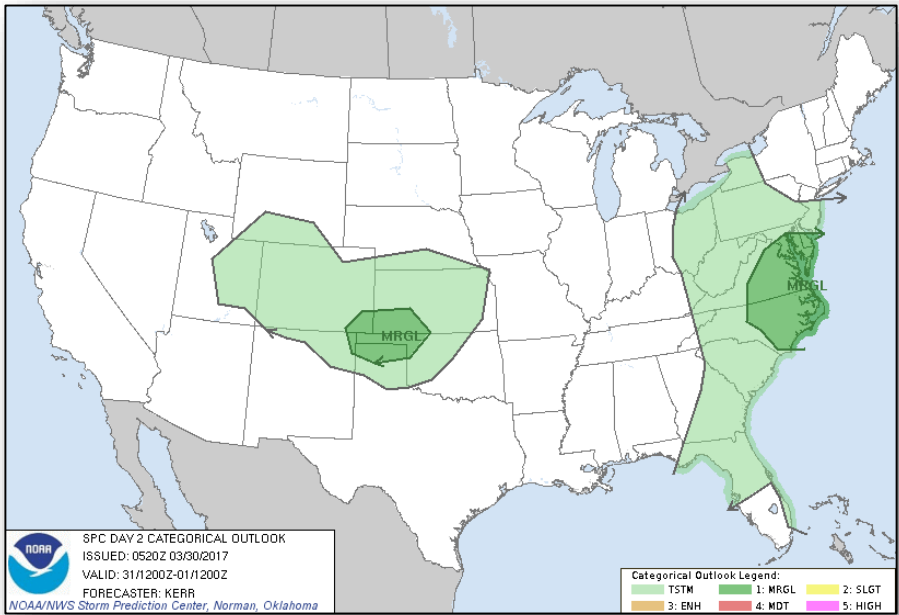 MRGL
MRGL
NOAA
SPC DAY 2 CATEGORICAL OUTLOOK
ISSUED: 0520Z 03/30/2017
VALID: 31/1200Z-01/1200Z
FORECASTER: KERR
NOAA/NWS Storm Prediction Center, Norman, Oklahoma
Categorical Outlook Legend:
TSTM 1: MRGL 2: SLGT
3: ENH 4: MDT 5: HIGH